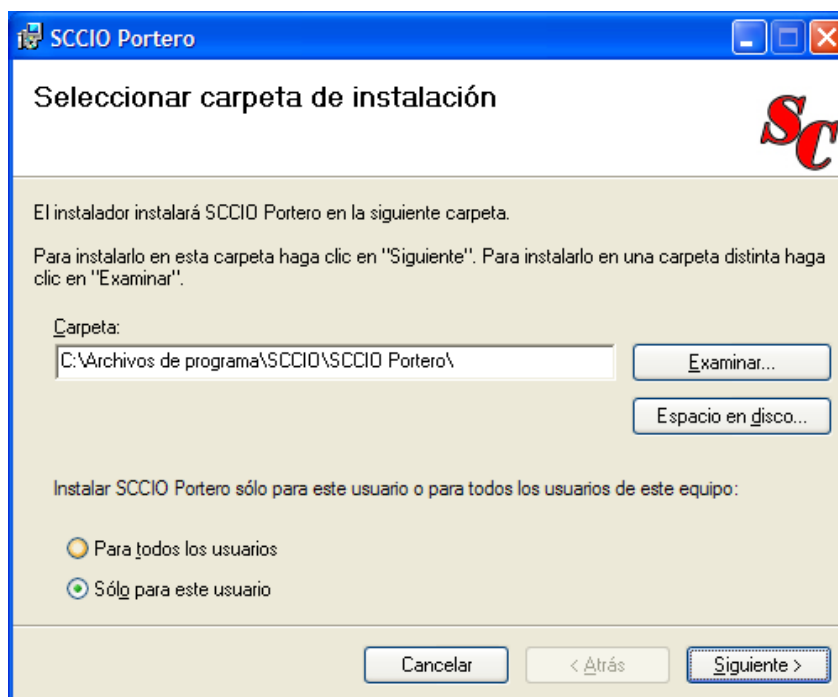 SCCIO Portero
Seleccionar carpeta de instalación
SC
El instalador instalará SCCIO Portero en la siguiente carpeta.
Para instalarlo en esta carpeta haga clic en "Siguiente". Para instalarlo en una carpeta distinta haga
clic en "Examinar".
Carpeta:
C:\Archivos de programa\SCCIO\SCCIO Portero\
Examinar...
Espacio en disco...
Instalar SCCIO Portero sólo para este usuario o para todos los usuarios de este equipo:
Para todos los usuarios
Sólo para este usuario
Cancelar
< Atrás
Siguiente >